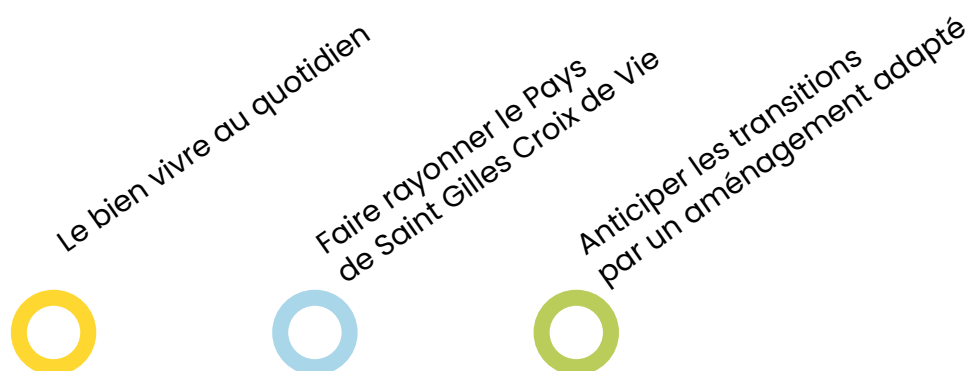 Le bien vivre au quotidien
Faire rayonner le Pays
de Saint Gilles Croix de Vie
Anticiper les transitions
par un aménagement adapté